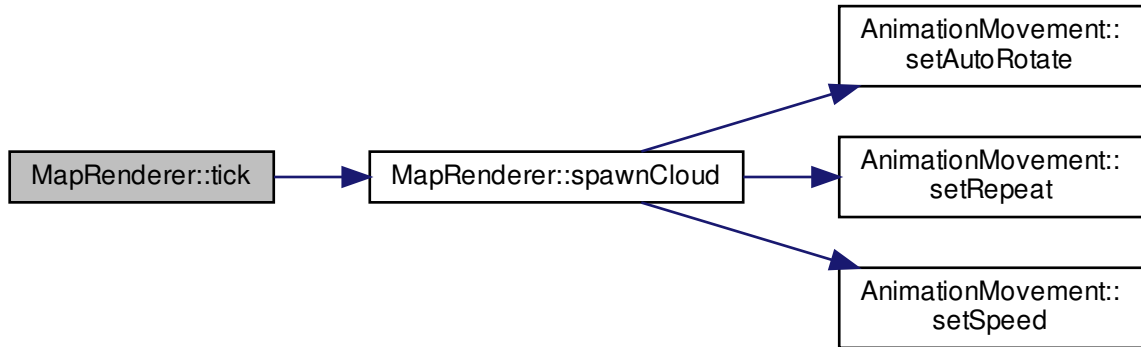 MapRenderer::tick
MapRenderer::spawnCloud
AnimationMovement::
setAutoRotate
AnimationMovement::
setRepeat
AnimationMovement::
setSpeed